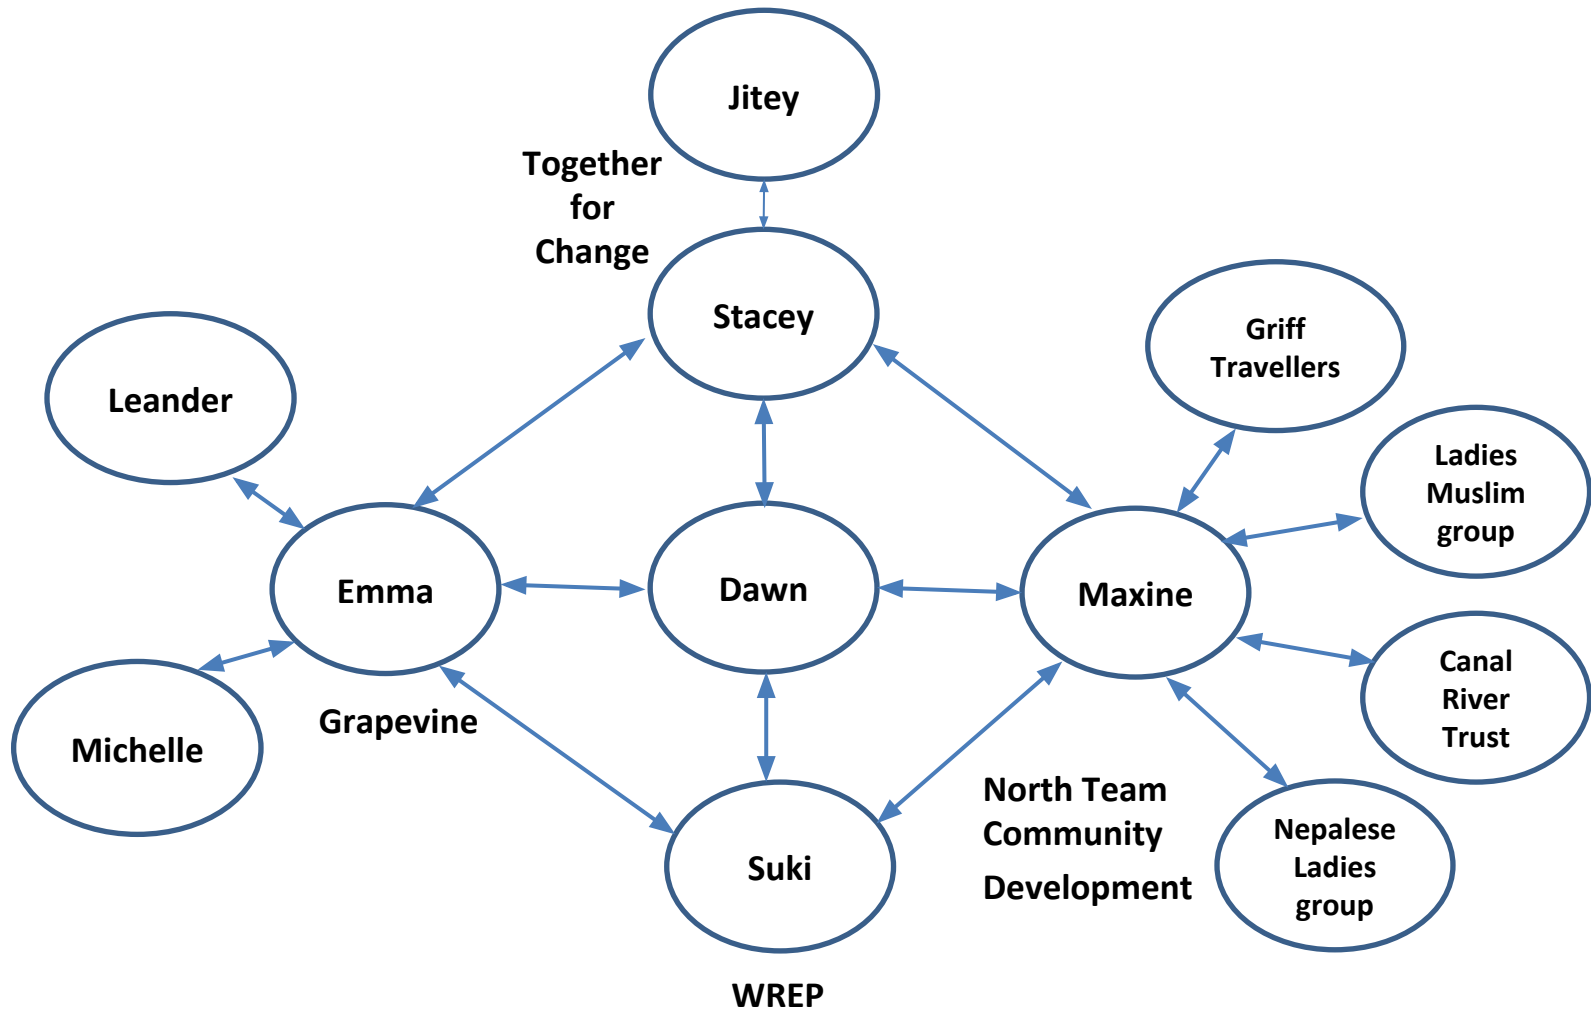 Jitey
Together
for
Change
Stacey
Griff
Travellers
Leander
Ladies
Muslim
group
Emma
Dawn
Maxine
Canal
River
Trust
Michelle
Grapevine
North Team
Community
Development
Nepalese
Ladies
group
Suki
WREP